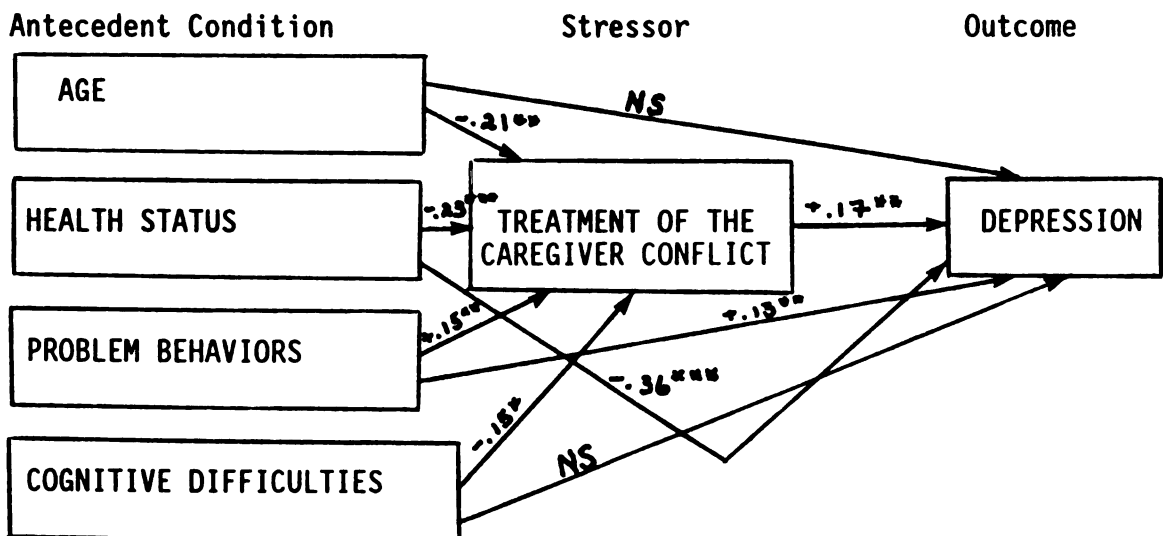 Antecedent Condition Stressor Outcome
AGE
NS
-.21**
HEALTH STATUS
-.23***
TREATMENT OF THE
CAREGIVER CONFLICT
+.17**
DEPRESSION
PROBLEM BEHAVIORS
+.15**
+.13**
-.36***
-.15*
COGNITIVE DIFFICULTIES
NS